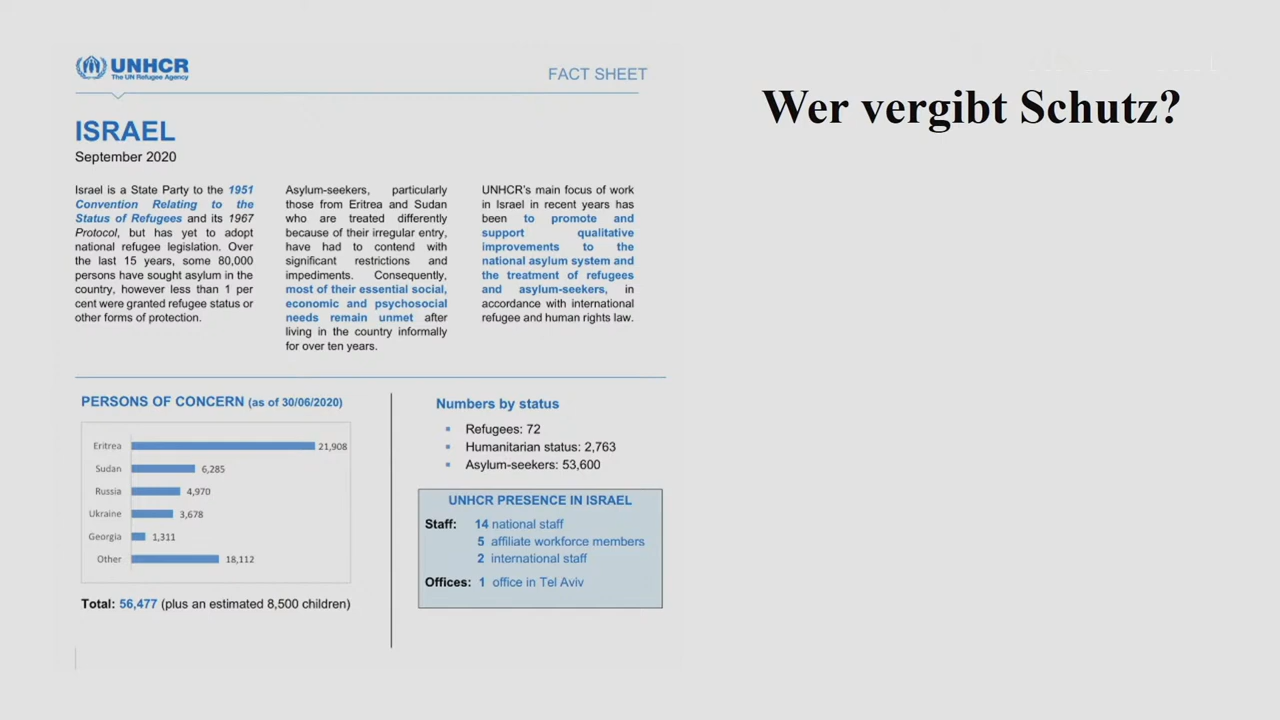 UNHCR
The UN Refugee Agency
FACT SHEET
Wer vergibt Schutz?
ISRAEL
September 2020
Israel is a State Party to the 1951
Convention Relating to the
Status of Refugees and its 1967
Protocol, but has yet to adopt
national refugee legislation. Over
the last 15 years, some 80,000
persons have sought asylum in the
country, however less than 1 per
cent were granted refugee status or
other forms of protection.
Asylum-seekers, particularly
those from Eritrea and Sudan
who are treated differently
because of their irregular entry,
have had to contend with
significant restrictions and
impediments. Consequently,
most of their essential social,
economic and psychosocial
needs remain unmet after
living in the country informally
for over ten years.
UNHCR's main focus of work
in Israel in recent years has
been to promote and
support qualitative
improvements to the
national asylum system and
the treatment of refugees
and asylum-seekers, in
accordance with international
refugee and human rights law.
PERSONS OF CONCERN (as of 30/06/2020)
Eritrea 21,908
Sudan 6,285
Russia 4,970
Ukraine 3,678
Georgia 1,311
Other 18,112
Total: 56,477 (plus an estimated 8,500 children)
Numbers by status
▪ Refugees: 72
▪ Humanitarian status: 2,763
▪ Asylum-seekers: 53,600
UNHCR PRESENCE IN ISRAEL
Staff: 14 national staff
5 affiliate workforce members
2 international staff
Offices: 1 office in Tel Aviv